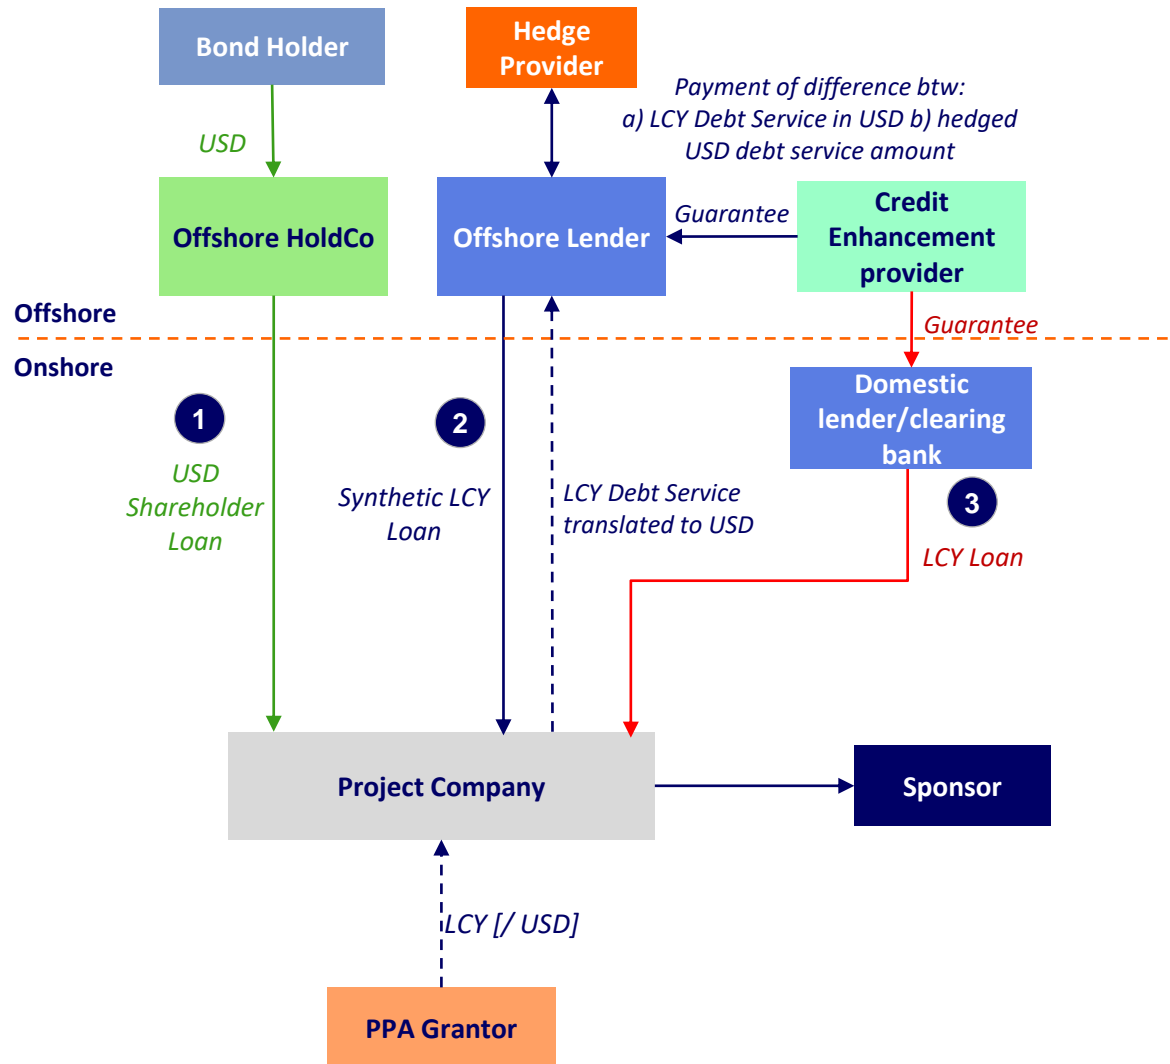 Bond Holder
Hedge
Provider
Payment of difference btw:
a) LCY Debt Service in USD b) hedged
USD debt service amount
USD
Offshore HoldCo
Offshore Lender
Guarantee
Credit
Enhancement
provider
Offshore
Guarantee
Onshore
Domestic
lender/clearing
bank
1
USD
Shareholder
Loan
2
Synthetic LCY
Loan
LCY Debt Service
translated to USD
3
LCY Loan
Project Company
Sponsor
LCY [/ USD]
PPA Grantor